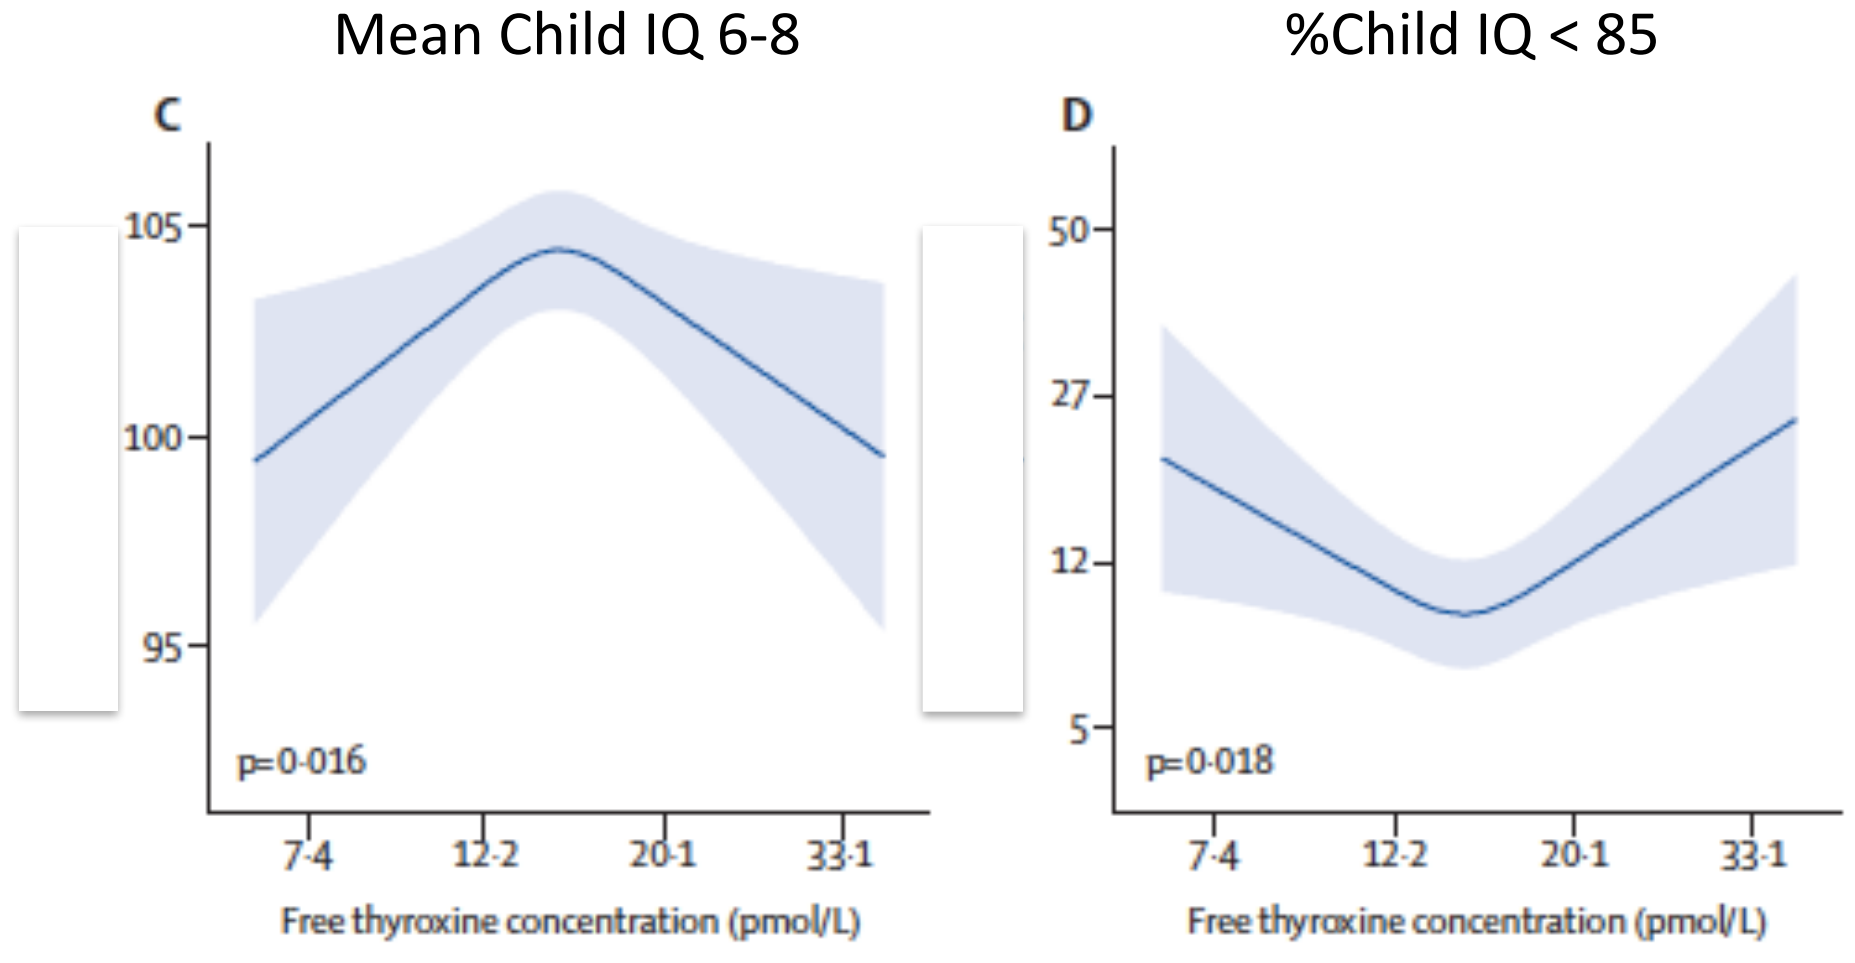 Mean Child IQ 6-8
%Child IQ < 85
C
105
100
95
p=0·016
7·4 12·2 20·1 33·1
Free thyroxine concentration (pmol/L)
D
50
27
12
5
p=0·018
7·4 12·2 20·1 33·1
Free thyroxine concentration (pmol/L)